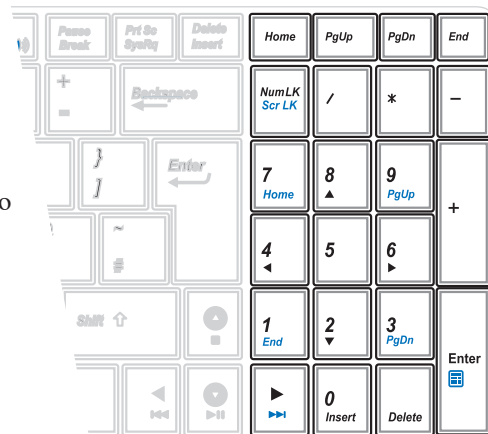 Pause Prt Sc Delete Home PgUp PgDn End
Break SysRq Insert
+ Backspace NumLK / * −
= Scr LK
} Enter 7 8 9 +
] Home PgUp
o
~ 4 5 6
#
Shift 1 2 3 Enter
End PgDn
0
Insert Delete